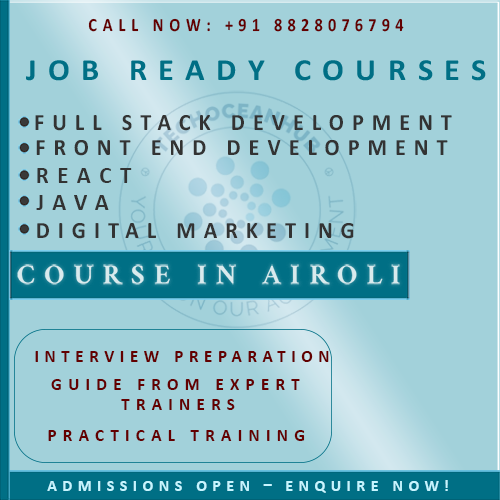 CALL NOW: +91 8828076794
JOB READY COURSES
•FULL STACK DEVELOPMENT
•FRONT END DEVELOPMENT
•REACT
•JAVA
•DIGITAL MARKETING
TECHOCEANHUB
COURSE IN AIROLI
INTERVIEW PREPARATION
GUIDE FROM EXPERT
TRAINERS
PRACTICAL TRAINING
ADMISSIONS OPEN – ENQUIRE NOW!